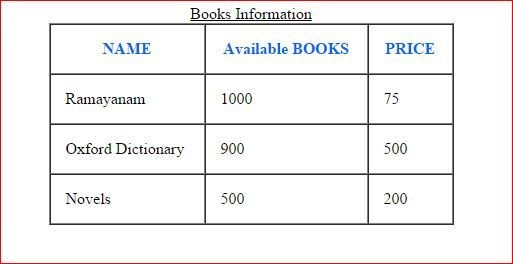 Books Information
NAME Available BOOKS PRICE
Ramayanam 1000 75
Oxford Dictionary 900 500
Novels 500 200